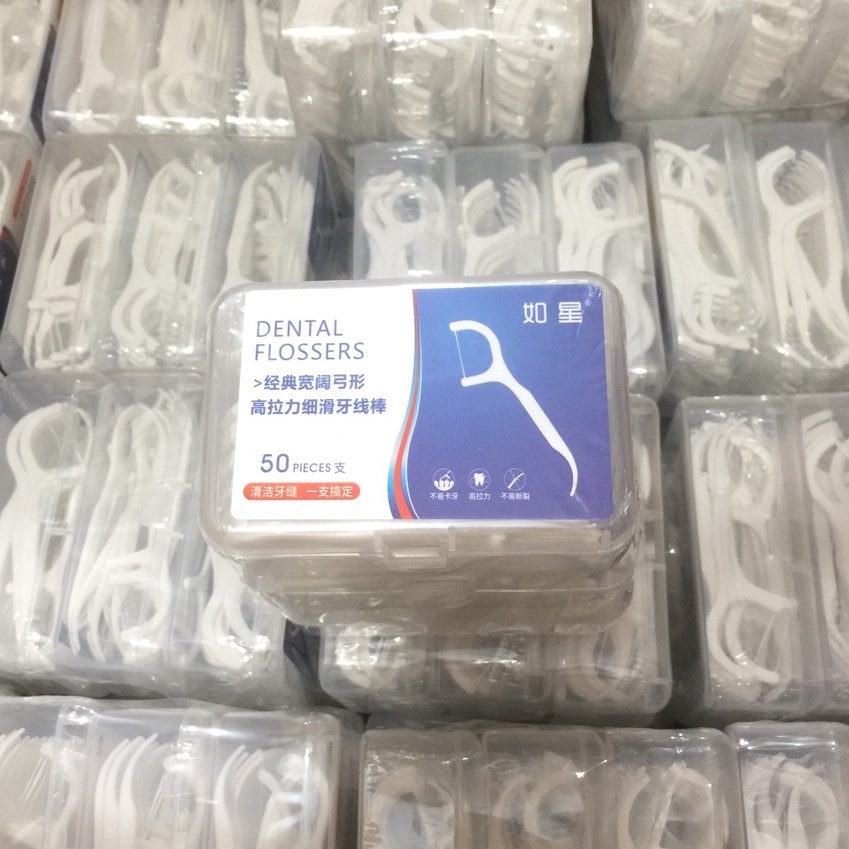 如星®
DENTAL
FLOSSERS
>经典宽阔弓形
高拉力细滑牙线棒
50 PIECES 支
清洁牙缝 一支搞定
不易卡牙 高拉力 不易断裂